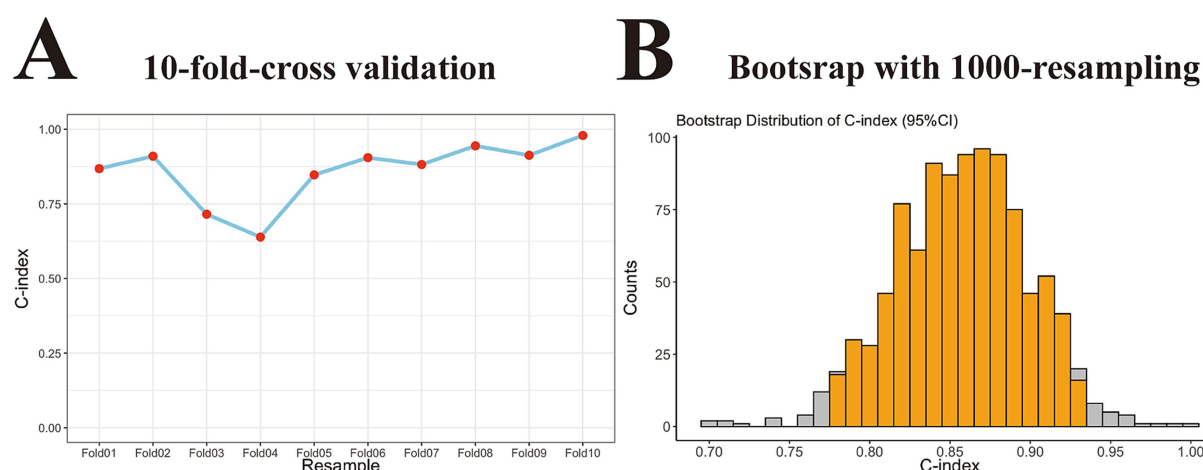 A
10-fold-cross validation
1.00
0.75
0.50
0.25
0.00
C-index
Fold01 Fold02 Fold03 Fold04 Fold05 Fold06 Fold07 Fold08 Fold09 Fold10
Resample
B
Bootsrap with 1000-resampling
Bootstrap Distribution of C-index (95%CI)
100
75
50
25
0
Counts
0.70 0.75 0.80 0.85 0.90 0.95 1.00
C-index